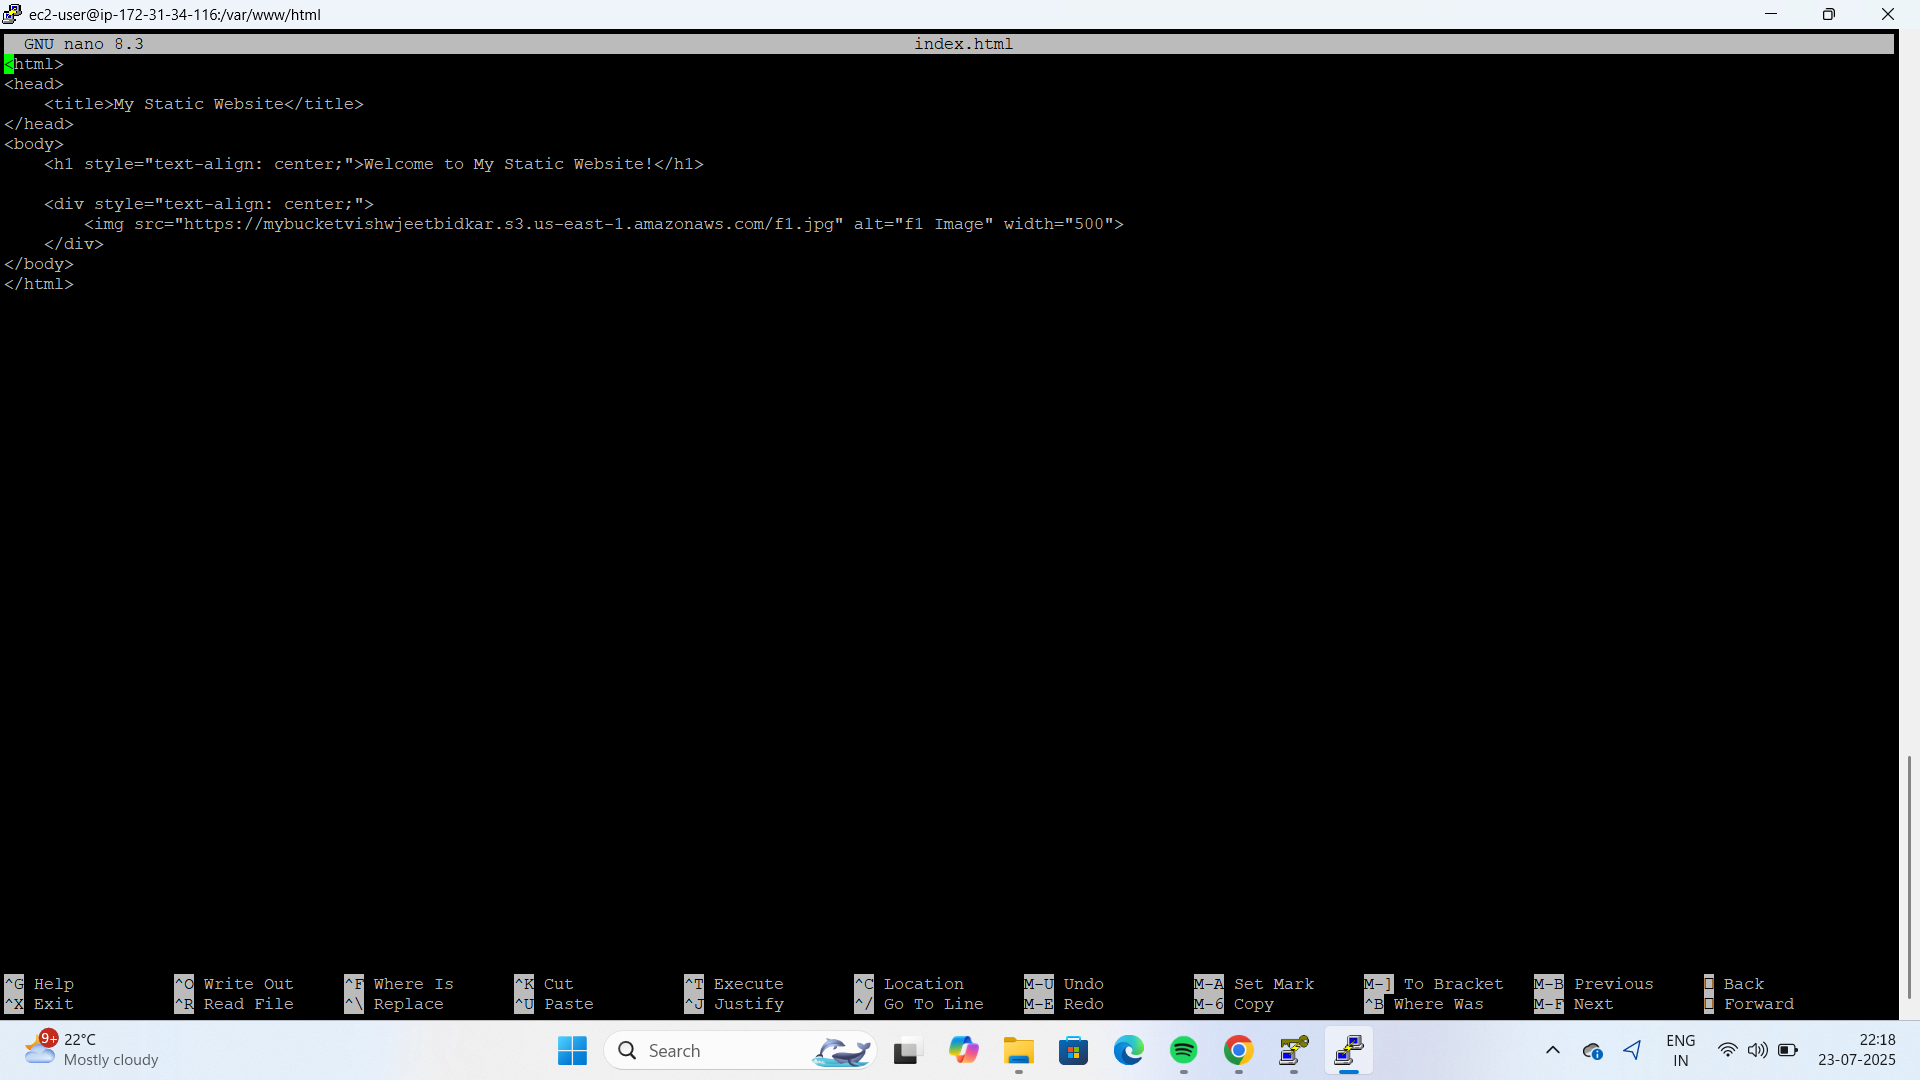 ec2-user@ip-172-31-34-116:/var/www/html
GNU nano 8.3 index.html
<html>
<head>
    <title>My Static Website</title>
</head>
<body>
    <h1 style="text-align: center;">Welcome to My Static Website!</h1>

    <div style="text-align: center;">
        <img src="https://mybucketvishwjeetbidkar.s3.us-east-1.amazonaws.com/f1.jpg" alt="f1 Image" width="500">
    </div>
</body>
</html>
^G Help ^O Write Out ^F Where Is ^K Cut ^T Execute ^C Location M-U Undo M-A Set Mark M-] To Bracket M-B Previous Back
^X Exit ^R Read File ^\ Replace ^U Paste ^J Justify ^/ Go To Line M-E Redo M-6 Copy ^B Where Was M-F Next Forward
9+ 22°C
Mostly cloudy
Search
ENG
IN
22:18
23-07-2025